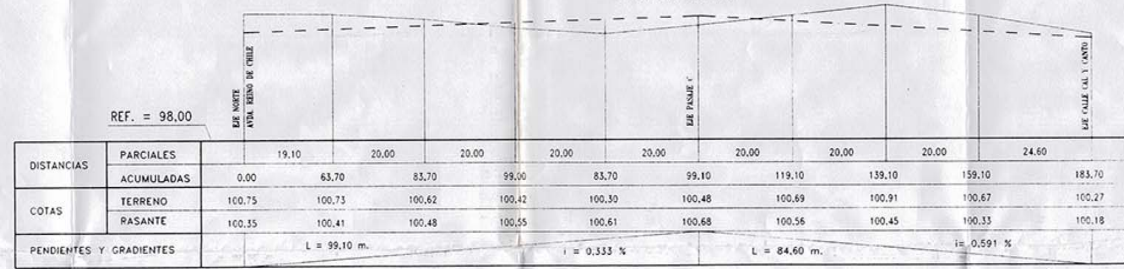 EJE NORTE
AVDA REINO DE CHILE
EJE PASAJE C
EJE CALLE CAL Y CANTO
REF. = 98,00
DISTANCIAS
PARCIALES 19,10 20,00 20,00 20,00 20,00 20,00 20,00 20,00 24,60
ACUMULADAS 0.00 63,70 83,70 99,00 83,70 99,10 119,10 139,10 159,10 183,70
COTAS
TERRENO 100,75 100,73 100,62 100,42 100,30 100,48 100,69 100,91 100,67 100,27
RASANTE 100,35 100,41 100,48 100,55 100,61 100,68 100,56 100,45 100,33 100,18
PENDIENTES Y GRADIENTES L = 99,10 m. i = 0,333 % L = 84,60 m. i= 0,591 %